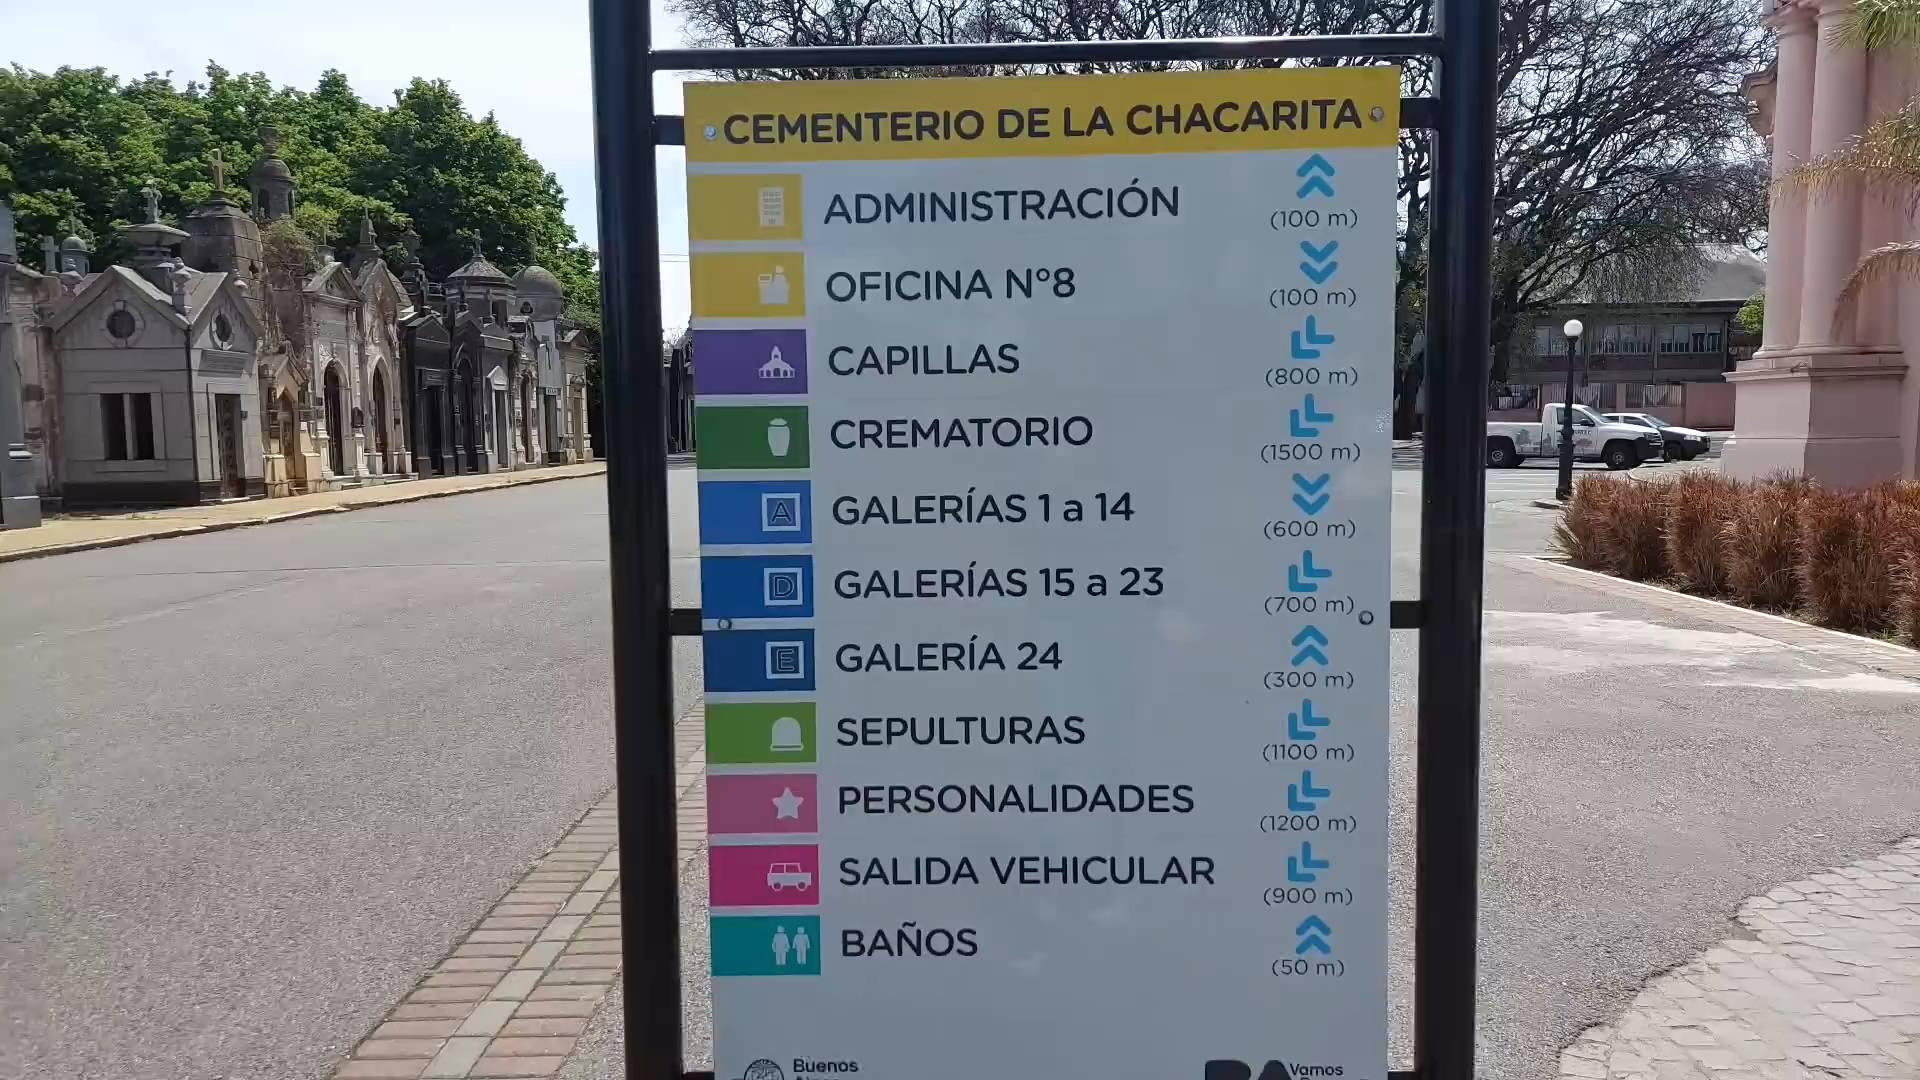 CEMENTERIO DE LA CHACARITA
ADMINISTRACIÓN
(100 m)
OFICINA N°8
(100 m)
CAPILLAS
(800 m)
CREMATORIO
(1500 m)
A GALERÍAS 1 a 14
(600 m)
D GALERÍAS 15 a 23
(700 m)
E GALERÍA 24
(300 m)
SEPULTURAS
(1100 m)
PERSONALIDADES
(1200 m)
SALIDA VEHICULAR
(900 m)
BAÑOS
(50 m)
Buenos
Vamos